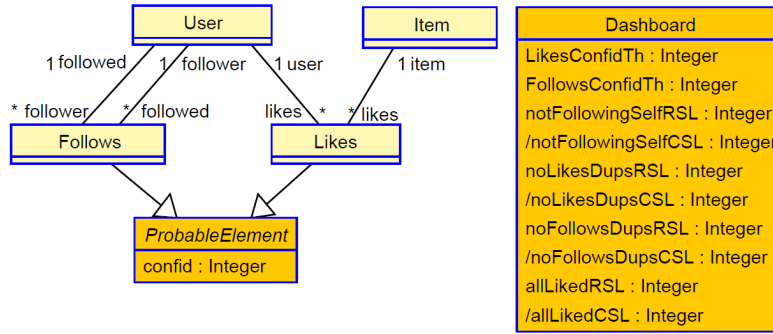 User
Item
Dashboard
1 followed
1 follower
1 user
1 item
* follower
* followed
likes *
* likes
Follows
Likes
ProbableElement
confid : Integer
LikesConfidTh : Integer
FollowsConfidTh : Integer
notFollowingSelfRSL : Integer
/notFollowingSelfCSL : Integer
noLikesDupsRSL : Integer
/noLikesDupsCSL : Integer
noFollowsDupsRSL : Integer
/noFollowsDupsCSL : Integer
allLikedRSL : Integer
/allLikedCSL : Integer